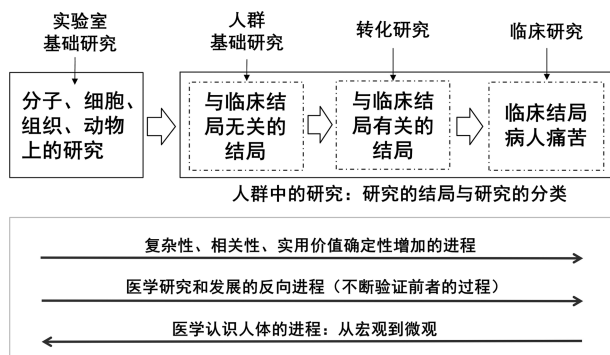 实验室
基础研究
人群
基础研究
转化研究
临床研究
分子、细胞、
组织、动物
上的研究
与临床结
局无关的
结局
与临床结
局有关的
结局
临床结局
病人痛苦
人群中的研究：研究的结局与研究的分类
复杂性、相关性、实用价值确定性增加的进程
医学研究和发展的反向进程（不断验证前者的过程）
医学认识人体的进程：从宏观到微观